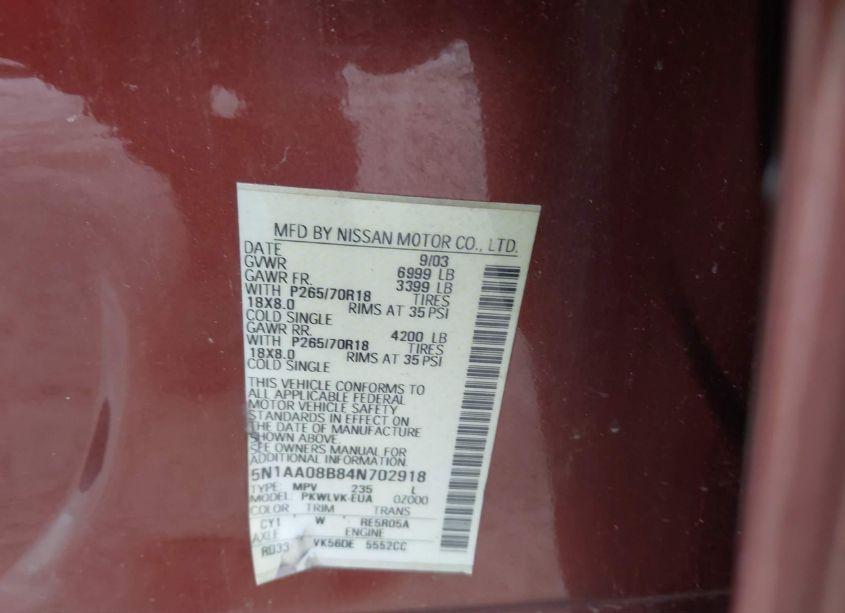 MFD BY NISSAN MOTOR CO., LTD.
DATE 9/03
GVWR 6999 LB
GAWR FR. 3399 LB
WITH P265/70R18 TIRES
18X8.0 RIMS AT 35 PSI
COLD SINGLE
GAWR RR. 4200 LB
WITH P265/70R18 TIRES
18X8.0 RIMS AT 35 PSI
COLD SINGLE
THIS VEHICLE CONFORMS TO
ALL APPLICABLE FEDERAL
MOTOR VEHICLE SAFETY
STANDARDS IN EFFECT ON
THE DATE OF MANUFACTURE
SHOWN ABOVE.
SEE OWNERS MANUAL FOR
ADDITIONAL INFORMATION.
5N1AA08B84N702918
TYPE: MPV 235 L
MODEL: PKWLVK-EUA 0Z000
COLOR TRIM TRANS
CY1 W RE5R05A
AXLE ENGINE
RD33 VK56DE 5552CC